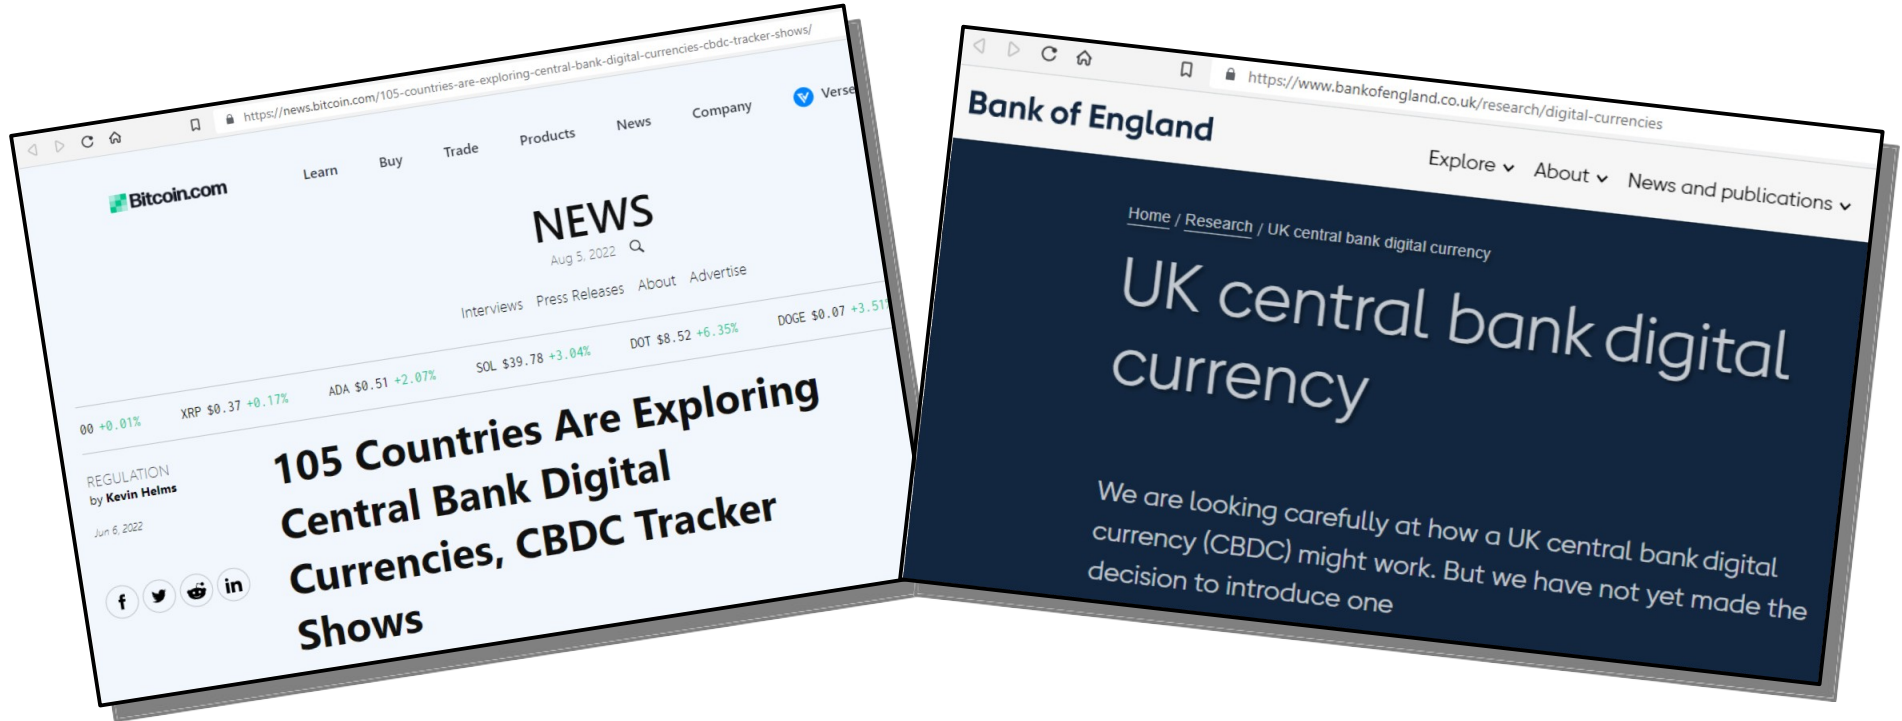 https://news.bitcoin.com/105-countries-are-exploring-central-bank-digital-currencies-cbdc-tracker-shows/
Bitcoin.com
Learn Buy Trade Products News Company Verse
NEWS
Aug 5, 2022
Interviews Press Releases About Advertise
00 +0.01% XRP $0.37 +0.17% ADA $0.51 +2.07% SOL $39.78 +3.04% DOT $8.52 +6.35% DOGE $0.07 +3.51%
REGULATION
by Kevin Helms
Jun 6, 2022
105 Countries Are Exploring
Central Bank Digital
Currencies, CBDC Tracker
Shows
https://www.bankofengland.co.uk/research/digital-currencies
Bank of England
Explore About News and publications
Home / Research / UK central bank digital currency
UK central bank digital
currency
We are looking carefully at how a UK central bank digital
currency (CBDC) might work. But we have not yet made the
decision to introduce one